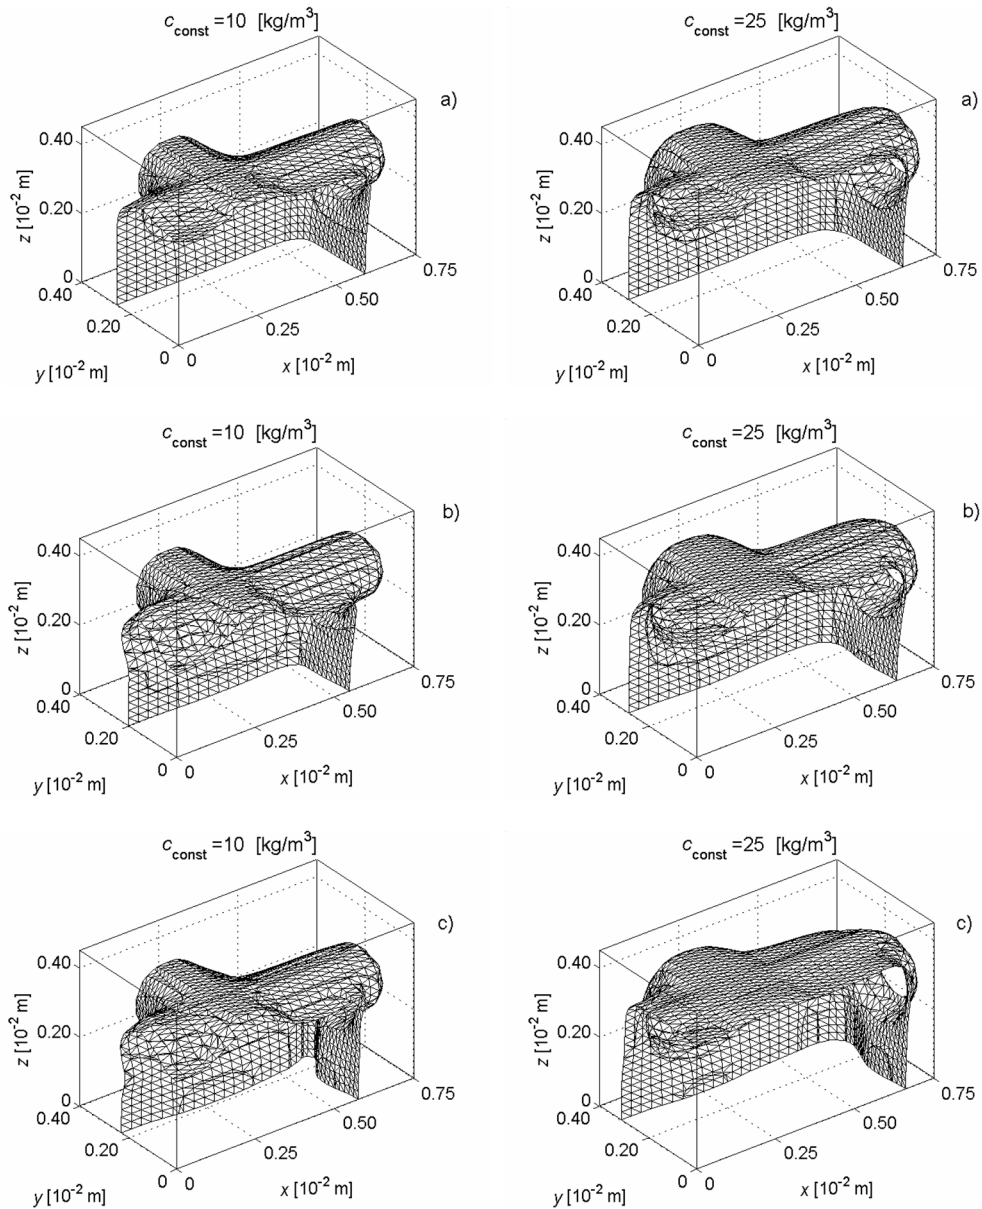 c_const =10 [kg/m³]
a)
0.40
0.20
0
z [10⁻² m]
0.40
0.20
0
y [10⁻² m]
0
0.25
0.50
0.75
x [10⁻² m]
c_const =25 [kg/m³]
a)
0.40
0.20
0
z [10⁻² m]
0.40
0.20
0
y [10⁻² m]
0
0.25
0.50
0.75
x [10⁻² m]
c_const =10 [kg/m³]
b)
0.40
0.20
0
z [10⁻² m]
0.40
0.20
0
y [10⁻² m]
0
0.25
0.50
0.75
x [10⁻² m]
c_const =25 [kg/m³]
b)
0.40
0.20
0
z [10⁻² m]
0.40
0.20
0
y [10⁻² m]
0
0.25
0.50
0.75
x [10⁻² m]
c_const =10 [kg/m³]
c)
0.40
0.20
0
z [10⁻² m]
0.40
0.20
0
y [10⁻² m]
0
0.25
0.50
0.75
x [10⁻² m]
c_const =25 [kg/m³]
c)
0.40
0.20
0
z [10⁻² m]
0.40
0.20
0
y [10⁻² m]
0
0.25
0.50
0.75
x [10⁻² m]